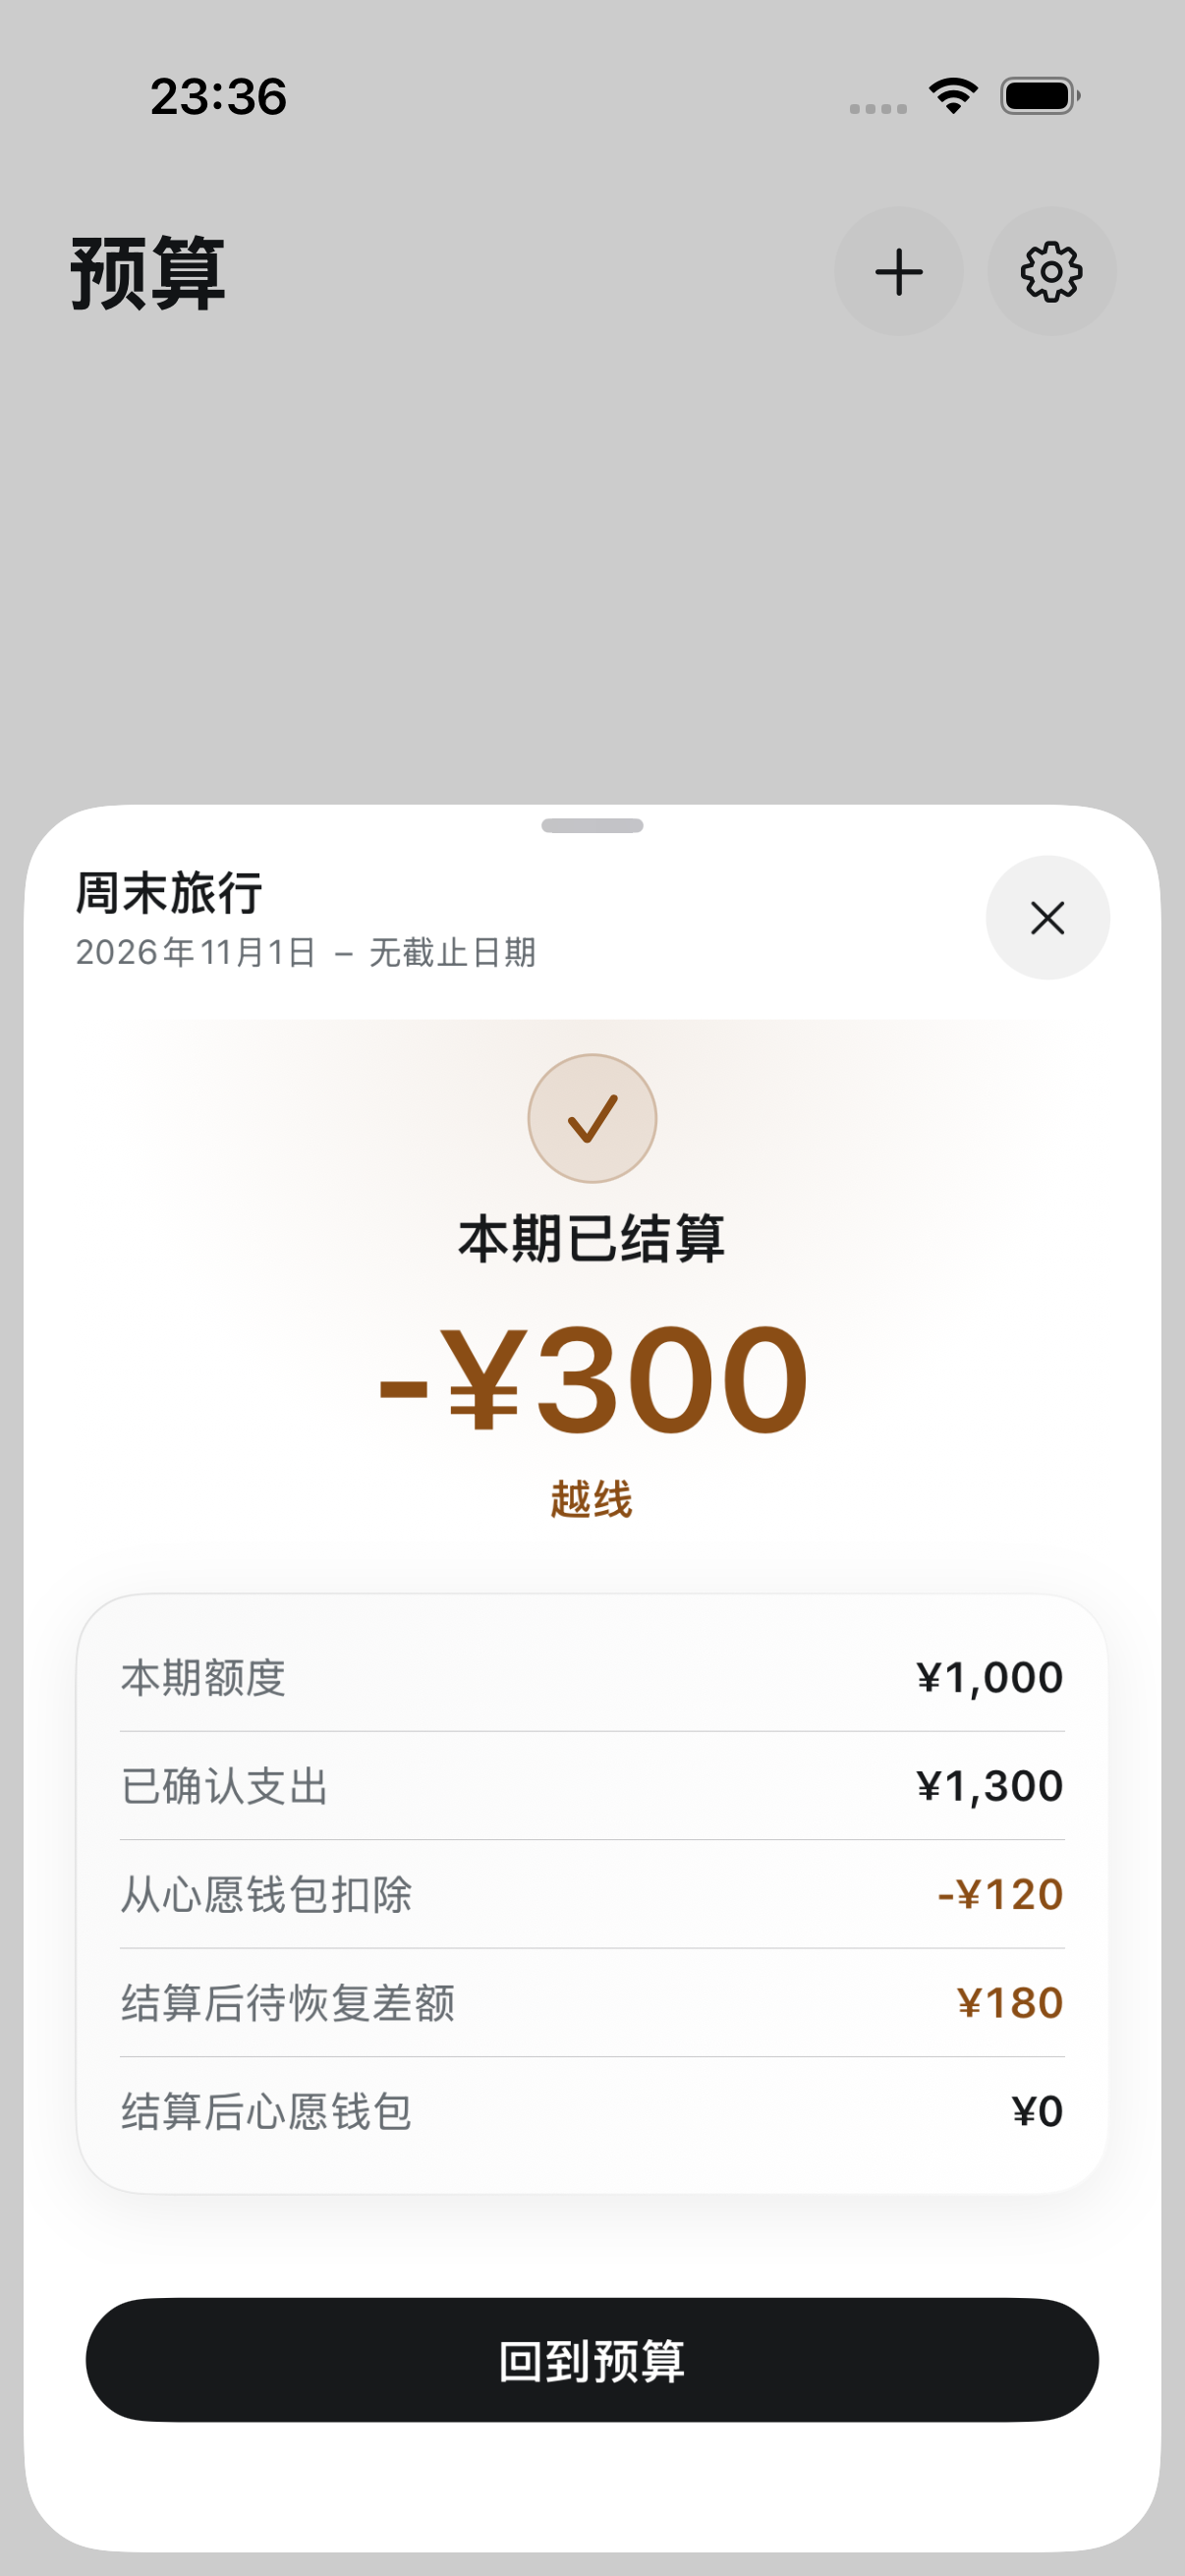 23:36
预算
周末旅行
2026年11月1日 – 无截止日期
本期已结算
-¥300
越线
本期额度 ¥1,000
已确认支出 ¥1,300
从心愿钱包扣除 -¥120
结算后待恢复差额 ¥180
结算后心愿钱包 ¥0
回到预算